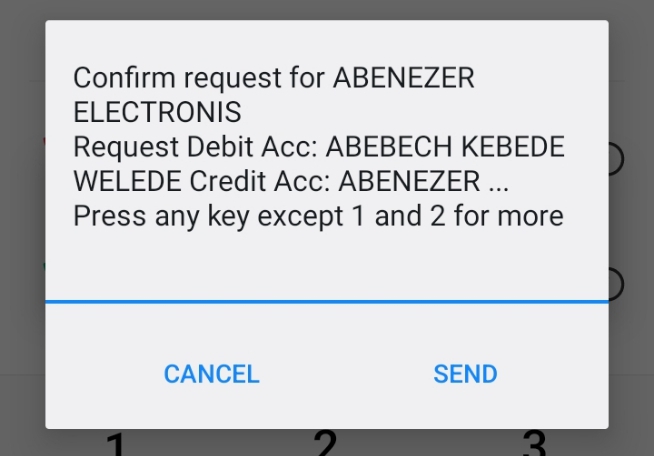 Confirm request for ABENEZER
ELECTRONIS
Request Debit Acc: ABEBECH KEBEDE
WELEDE Credit Acc: ABENEZER ...
Press any key except 1 and 2 for more
CANCEL SEND
1 2 3